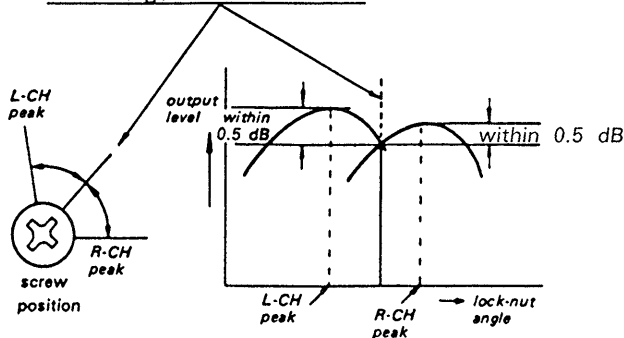 L-CH
peak
R-CH
peak
screw
position
output
level
within
0.5 dB
within 0.5 dB
L-CH
peak
R-CH
peak
lock-nut
angle